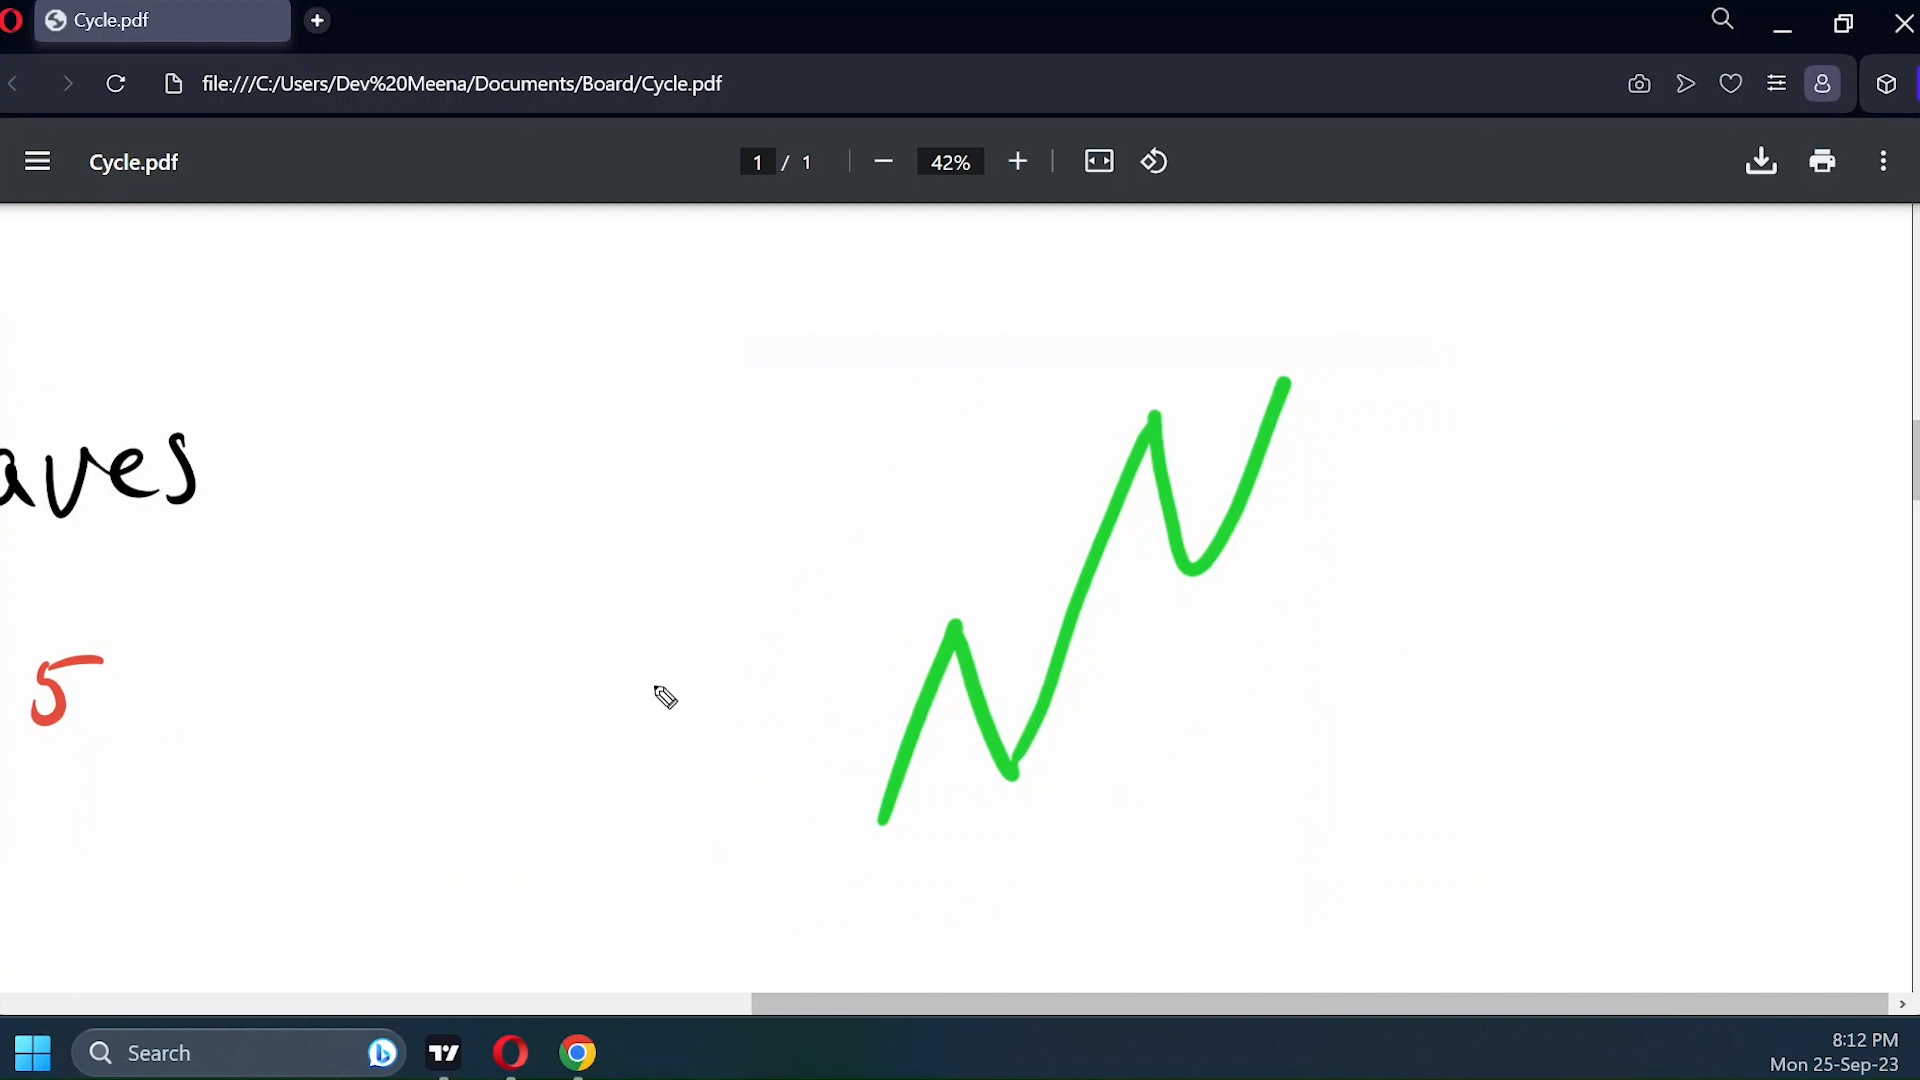 Cycle.pdf
file:///C:/Users/Dev%20Meena/Documents/Board/Cycle.pdf
Cycle.pdf
1 / 1
42%
aves
5
Search
8:12 PM
Mon 25-Sep-23